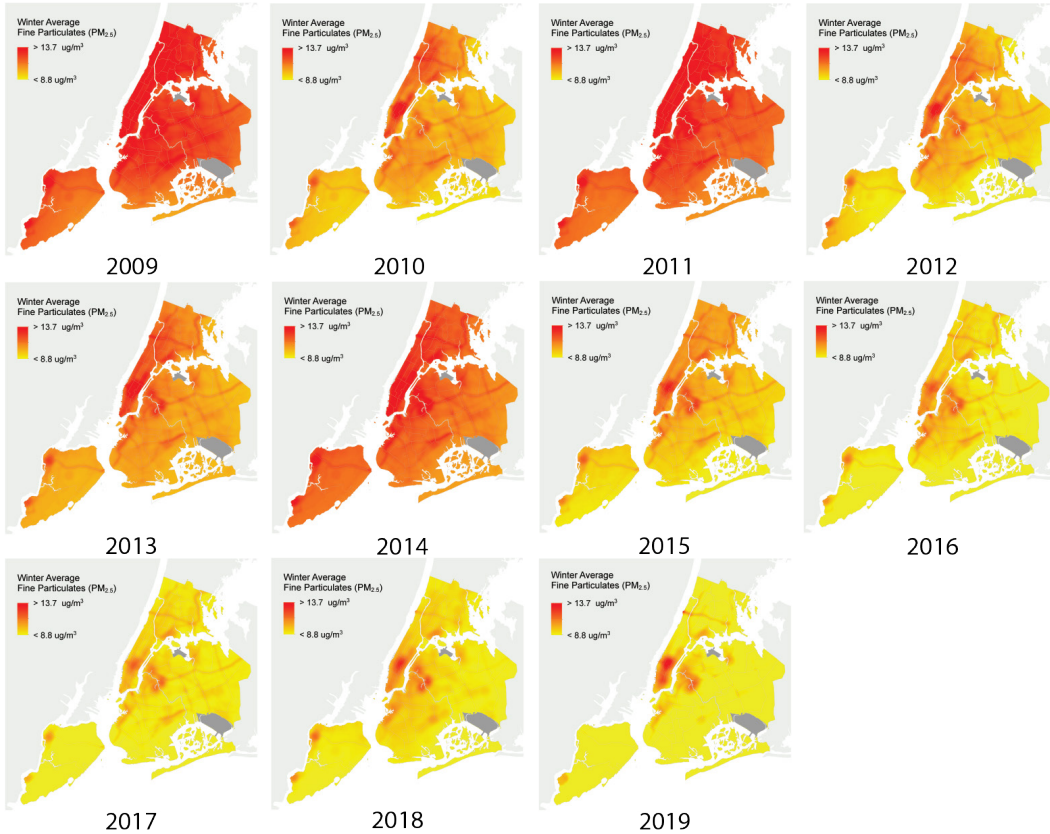 Winter Average
Fine Particulates (PM2.5)
> 13.7 ug/m³
< 8.8 ug/m³
2009
Winter Average
Fine Particulates (PM2.5)
> 13.7 ug/m³
< 8.8 ug/m³
2010
Winter Average
Fine Particulates (PM2.5)
> 13.7 ug/m³
< 8.8 ug/m³
2011
Winter Average
Fine Particulates (PM2.5)
> 13.7 ug/m³
< 8.8 ug/m³
2012
Winter Average
Fine Particulates (PM2.5)
> 13.7 ug/m³
< 8.8 ug/m³
2013
Winter Average
Fine Particulates (PM2.5)
> 13.7 ug/m³
< 8.8 ug/m³
2014
Winter Average
Fine Particulates (PM2.5)
> 13.7 ug/m³
< 8.8 ug/m³
2015
Winter Average
Fine Particulates (PM2.5)
> 13.7 ug/m³
< 8.8 ug/m³
2016
Winter Average
Fine Particulates (PM2.5)
> 13.7 ug/m³
< 8.8 ug/m³
2017
Winter Average
Fine Particulates (PM2.5)
> 13.7 ug/m³
< 8.8 ug/m³
2018
Winter Average
Fine Particulates (PM2.5)
> 13.7 ug/m³
< 8.8 ug/m³
2019